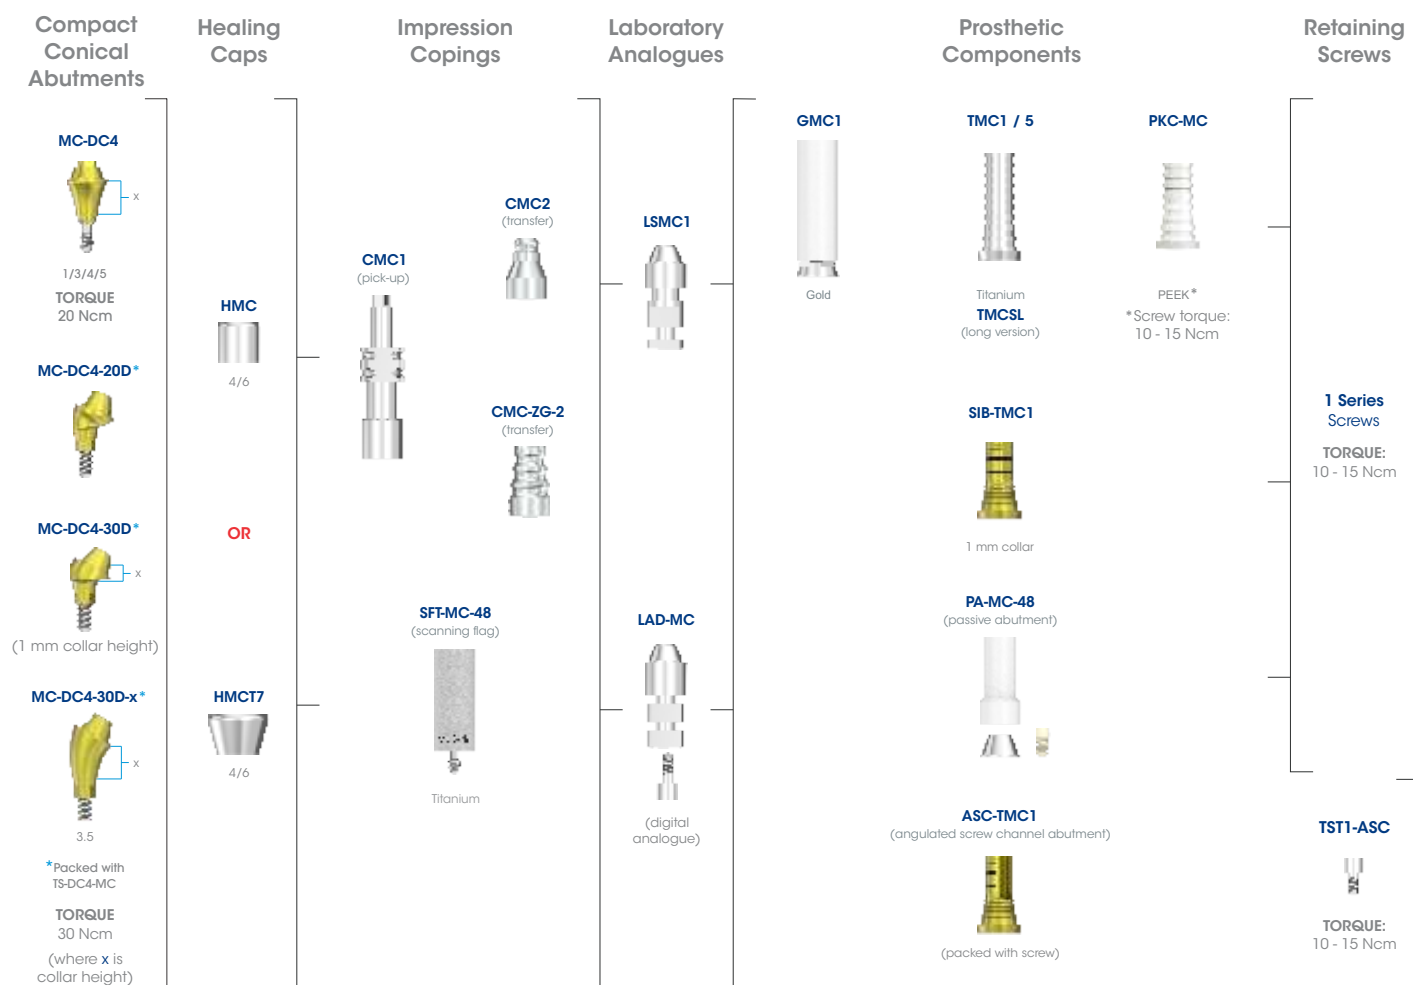 Compact
Conical
Abutments
MC-DC4
x
1/3/4/5
TORQUE
20 Ncm
MC-DC4-20D*
MC-DC4-30D*
x
(1 mm collar height)
MC-DC4-30D-x*
x
3.5
*Packed with
TS-DC4-MC
TORQUE
30 Ncm
(where x is
collar height)
Healing
Caps
HMC
4/6
OR
HMCT7
4/6
Impression
Copings
CMC1
(pick-up)
CMC2
(transfer)
CMC-ZG-2
(transfer)
SFT-MC-48
(scanning flag)
Titanium
Laboratory
Analogues
LSMC1
LAD-MC
(digital
analogue)
Prosthetic
Components
GMC1
Gold
TMC1 / 5
Titanium
TMCSL
(long version)
PKC-MC
PEEK*
*Screw torque:
10 - 15 Ncm
SIB-TMC1
1 mm collar
PA-MC-48
(passive abutment)
ASC-TMC1
(angulated screw channel abutment)
(packed with screw)
Retaining
Screws
1 Series
Screws
TORQUE:
10 - 15 Ncm
TST1-ASC
TORQUE:
10 - 15 Ncm